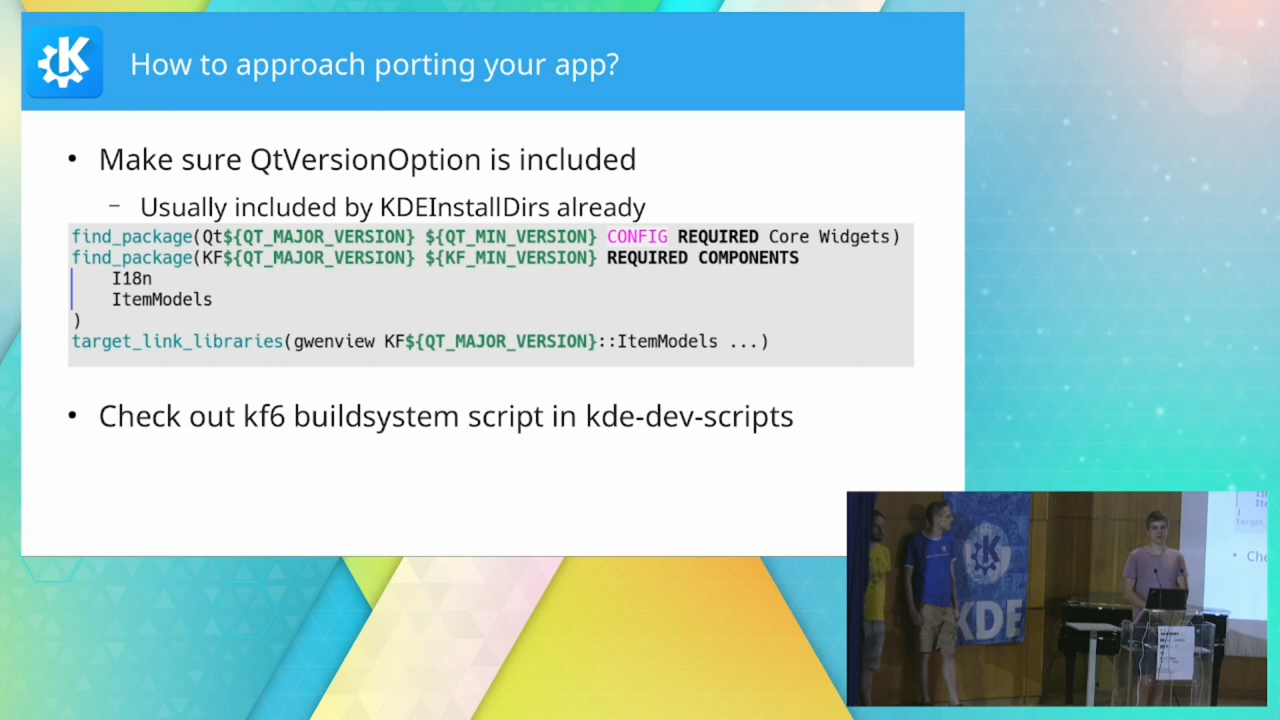 How to approach porting your app?
• Make sure QtVersionOption is included
– Usually included by KDEInstallDirs already
find_package(Qt${QT_MAJOR_VERSION} ${QT_MIN_VERSION} CONFIG REQUIRED Core Widgets)
find_package(KF${QT_MAJOR_VERSION} ${KF_MIN_VERSION} REQUIRED COMPONENTS
I18n
ItemModels
)
target_link_libraries(gwenview KF${QT_MAJOR_VERSION}::ItemModels ...)
• Check out kf6 buildsystem script in kde-dev-scripts
KDE